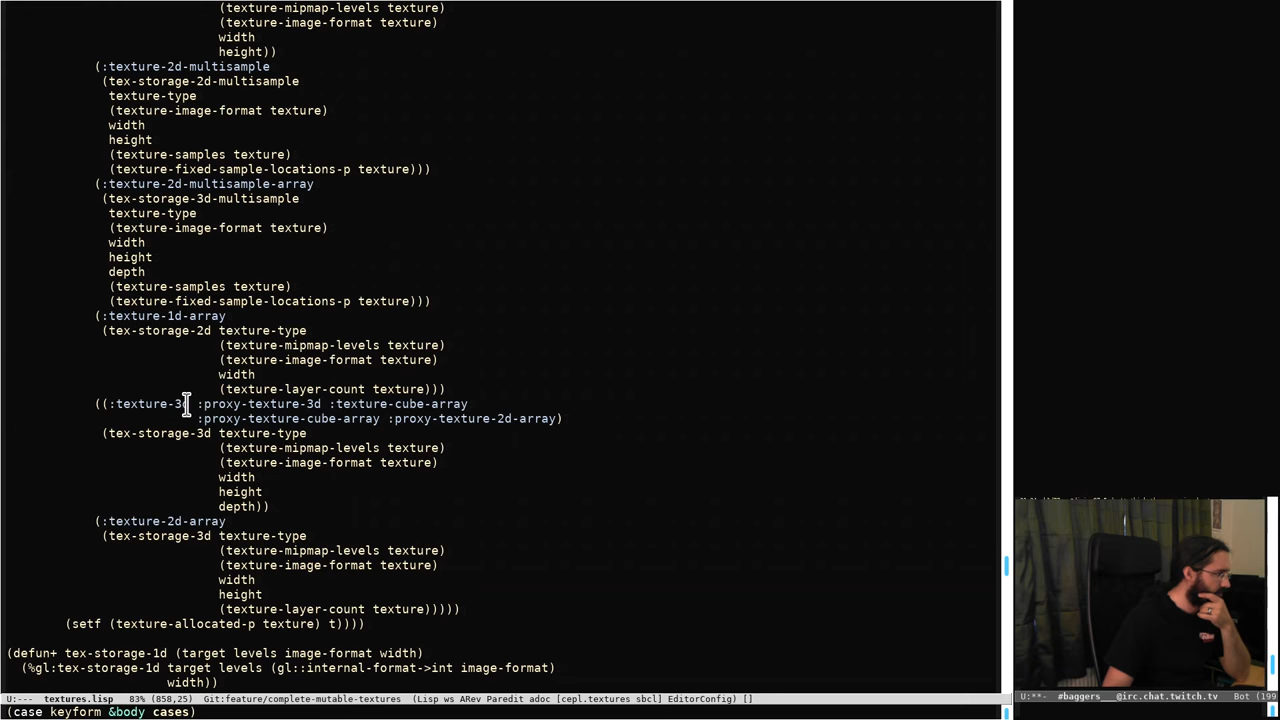 (texture-mipmap-levels texture)
(texture-image-format texture)
width
height))
(:texture-2d-multisample
(tex-storage-2d-multisample
texture-type
(texture-image-format texture)
width
height
(texture-samples texture)
(texture-fixed-sample-locations-p texture)))
(:texture-2d-multisample-array
(tex-storage-3d-multisample
texture-type
(texture-image-format texture)
width
height
depth
(texture-samples texture)
(texture-fixed-sample-locations-p texture)))
(:texture-1d-array
(tex-storage-2d texture-type
(texture-mipmap-levels texture)
(texture-image-format texture)
width
(texture-layer-count texture)))
((:texture-3d :proxy-texture-3d :texture-cube-array
:proxy-texture-cube-array :proxy-texture-2d-array)
(tex-storage-3d texture-type
(texture-mipmap-levels texture)
(texture-image-format texture)
width
height
depth))
(:texture-2d-array
(tex-storage-3d texture-type
(texture-mipmap-levels texture)
(texture-image-format texture)
width
height
(texture-layer-count texture)))))
(setf (texture-allocated-p texture) t))))
(defun+ tex-storage-1d (target levels image-format width)
(%gl:tex-storage-1d target levels (gl::internal-format->int image-format)
width))
U:--- textures.lisp 83% (858,25) Git:feature/complete-mutable-textures (Lisp ws ARev Paredit adoc [cepl.textures sbcl] EditorConfig) []
U:**- #baggers___@irc.chat.twitch.tv Bot (199
(case keyform &body cases)